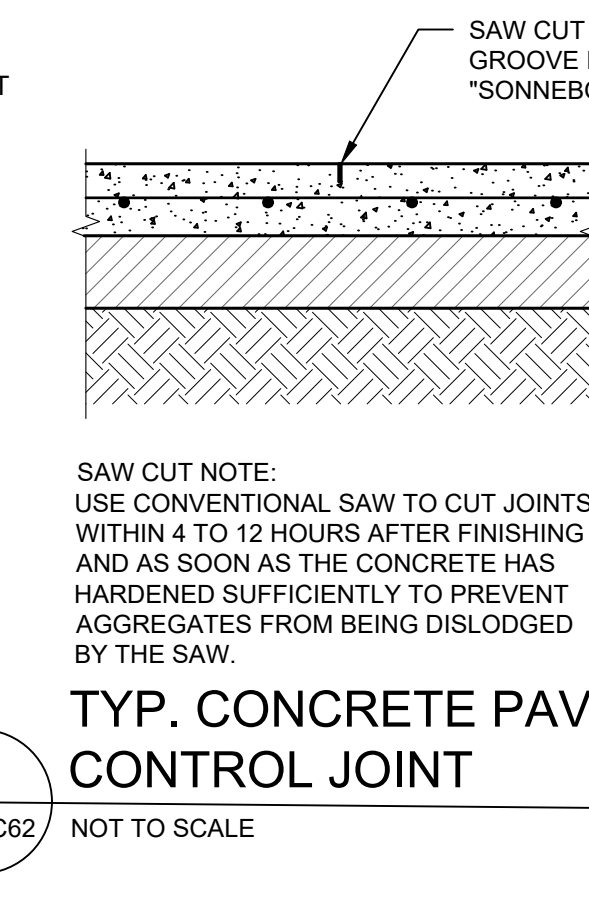 SAW CUT
GROOVE
T
"SONNEBO
SAW CUT NOTE:
USE CONVENTIONAL SAW TO CUT JOINTS
WITHIN 4 TO 12 HOURS AFTER FINISHING
AND AS SOON AS THE CONCRETE HAS
HARDENED SUFFICIENTLY TO PREVENT
AGGREGATES FROM BEING DISLODGED
BY THE SAW.
TYP. CONCRETE PAV
CONTROL JOINT
C62
NOT TO SCALE